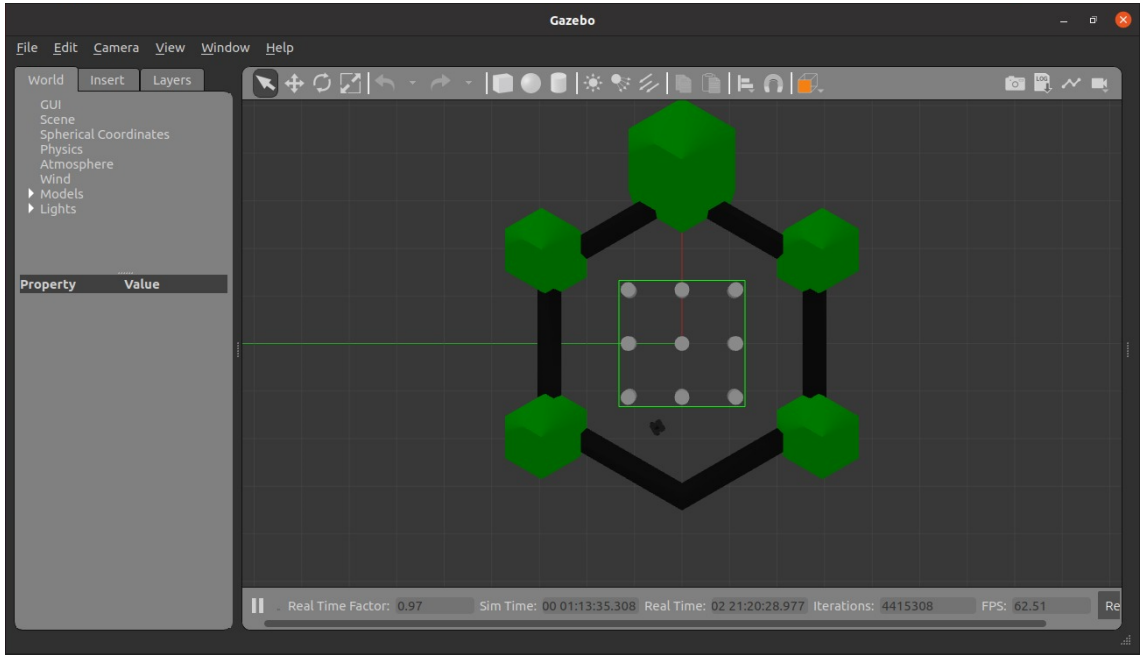 Gazebo
File Edit Camera View Window Help
World Insert Layers
GUI
Scene
Spherical Coordinates
Physics
Atmosphere
Wind
Models
Lights
Property Value
LOG
Real Time Factor: 0.97 Sim Time: 00 01:13:35.308 Real Time: 02 21:20:28.977 Iterations: 4415308 FPS: 62.51 Re